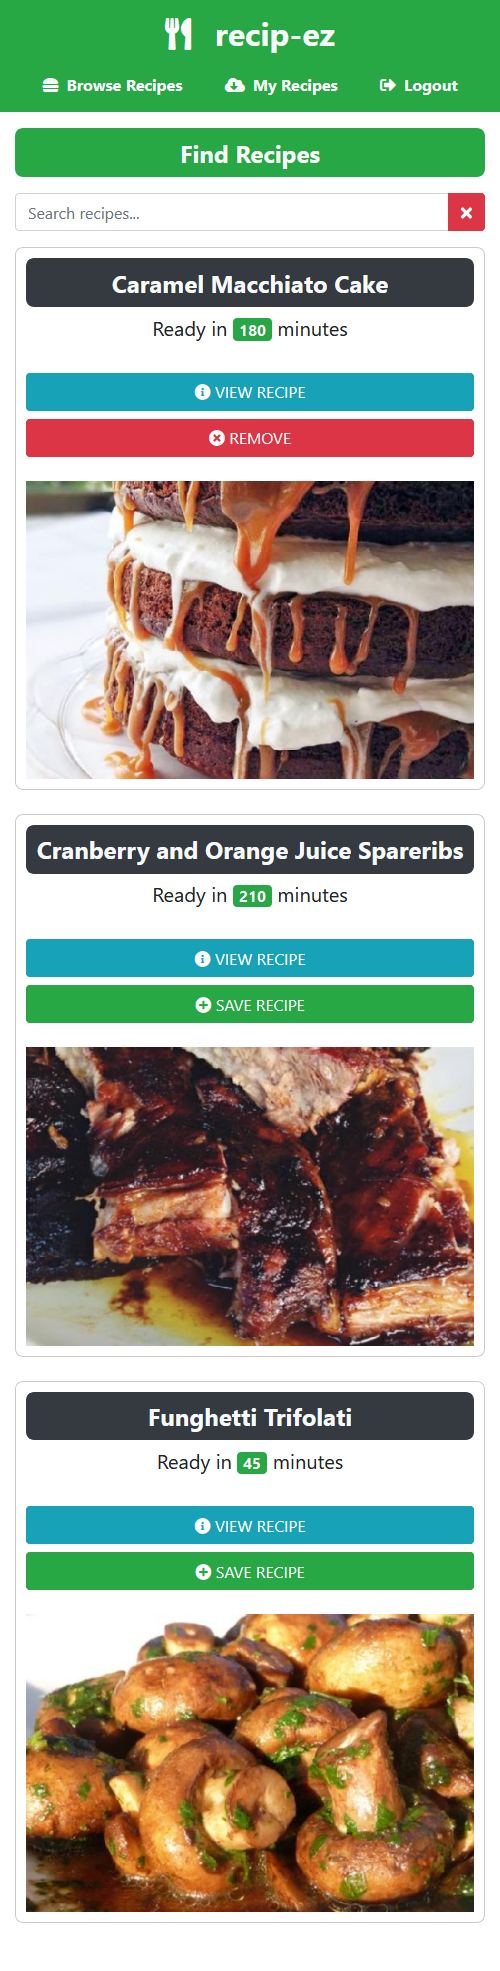 recip-ez
Browse Recipes My Recipes Logout
Find Recipes
Search recipes...
Caramel Macchiato Cake
Ready in 180 minutes
VIEW RECIPE
REMOVE
Cranberry and Orange Juice Spareribs
Ready in 210 minutes
VIEW RECIPE
SAVE RECIPE
Funghetti Trifolati
Ready in 45 minutes
VIEW RECIPE
SAVE RECIPE